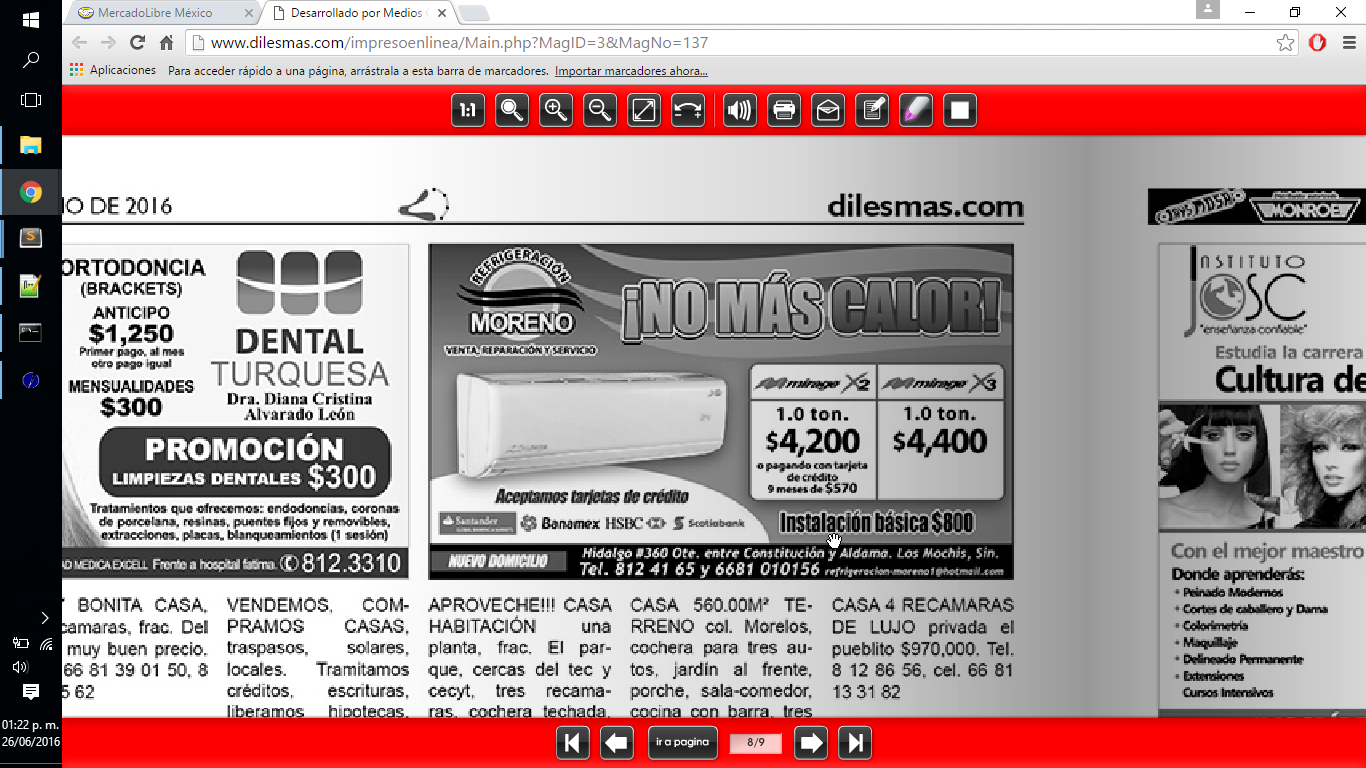 MercadoLibre México
Desarrollado por Medios
www.dilesmas.com/impresoenlinea/Main.php?MagID=3&MagNo=137
Aplicaciones Para acceder rápido a una página, arrástrala a esta barra de marcadores. Importar marcadores ahora...
1:1
IO DE 2016
dilesmas.com
MONROE
ORTODONCIA
(BRACKETS)
ANTICIPO
$1,250
Primer pago, al mes
otro pago igual
MENSUALIDADES
$300
DENTAL
TURQUESA
Dra. Diana Cristina
Alvarado León
PROMOCIÓN
LIMPIEZAS DENTALES $300
Tratamientos que ofrecemos: endodoncias, coronas
de porcelana, resinas, puentes fijos y removibles,
extracciones, placas, blanqueamientos (1 sesión)
AD MEDICA EXCELL Frente a hospital fatima. 812.3310
REFRIGERACIÓN
MORENO
VENTA, REPARACIÓN Y SERVICIO
¡NO MÁS CALOR!
mirage X2
1.0 ton.
$4,200
o pagando con tarjeta
de crédito
9 meses de $570
mirage X3
1.0 ton.
$4,400
Aceptamos tarjetas de crédito
Santander Banamex HSBC Scotiabank
Instalación básica $800
NUEVO DOMICILIO
Hidalgo #360 Ote. entre Constitución y Aldama. Los Mochis, Sin.
Tel. 812 41 65 y 6681 010156 refrigeracion-moreno1@hotmail.com
INSTITUTO
JOSC
"enseñanza confiable"
Estudia la carrera
Cultura de
Con el mejor maestro
Donde aprenderás:
• Peinado Modernos
• Cortes de caballero y Dama
• Colorimetría
• Maquillaje
• Delineado Permanente
• Extensiones
Cursos Intensivos
Y BONITA CASA,
camaras, frac. Del
muy buen precio.
66 81 39 01 50, 8
5 62
VENDEMOS, COM-
PRAMOS CASAS,
traspasos, solares,
locales. Tramitamos
créditos, escrituras,
liberamos hipotecas,
APROVECHE!!! CASA
HABITACIÓN una
planta, frac. El par-
que, cercas del tec y
cecyt, tres recama-
ras, cochera techada,
CASA 560.00M² TE-
RRENO col. Morelos,
cochera para tres au-
tos, jardín al frente,
porche, sala-comedor,
cocina con barra, tres
CASA 4 RECAMARAS
DE LUJO privada el
pueblito $970,000. Tel.
8 12 86 56, cel. 66 81
13 31 82
ir a pagina
8/9
01:22 p. m.
26/06/2016